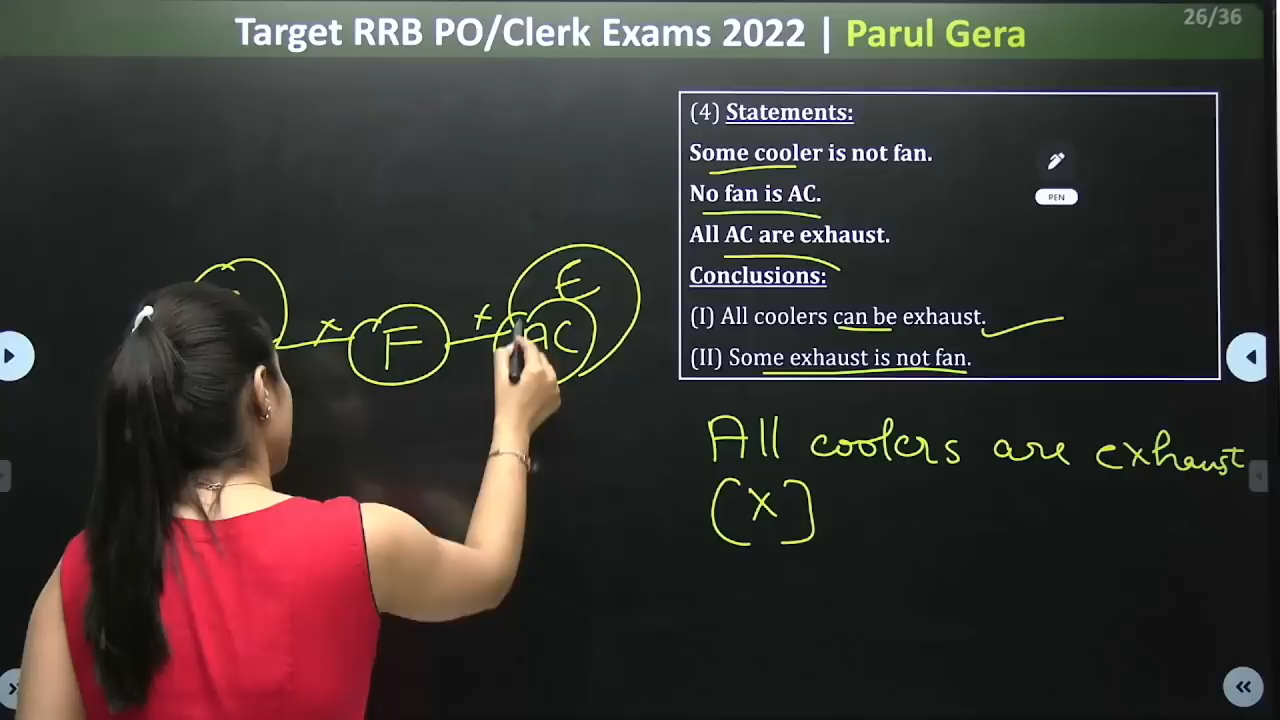 Target RRB PO/Clerk Exams 2022 | Parul Gera
26/36
(4) Statements:
Some cooler is not fan.
No fan is AC.
All AC are exhaust.
Conclusions:
(I) All coolers can be exhaust.
(II) Some exhaust is not fan.
PEN
x F x AC E
All coolers are exhaust
(x]